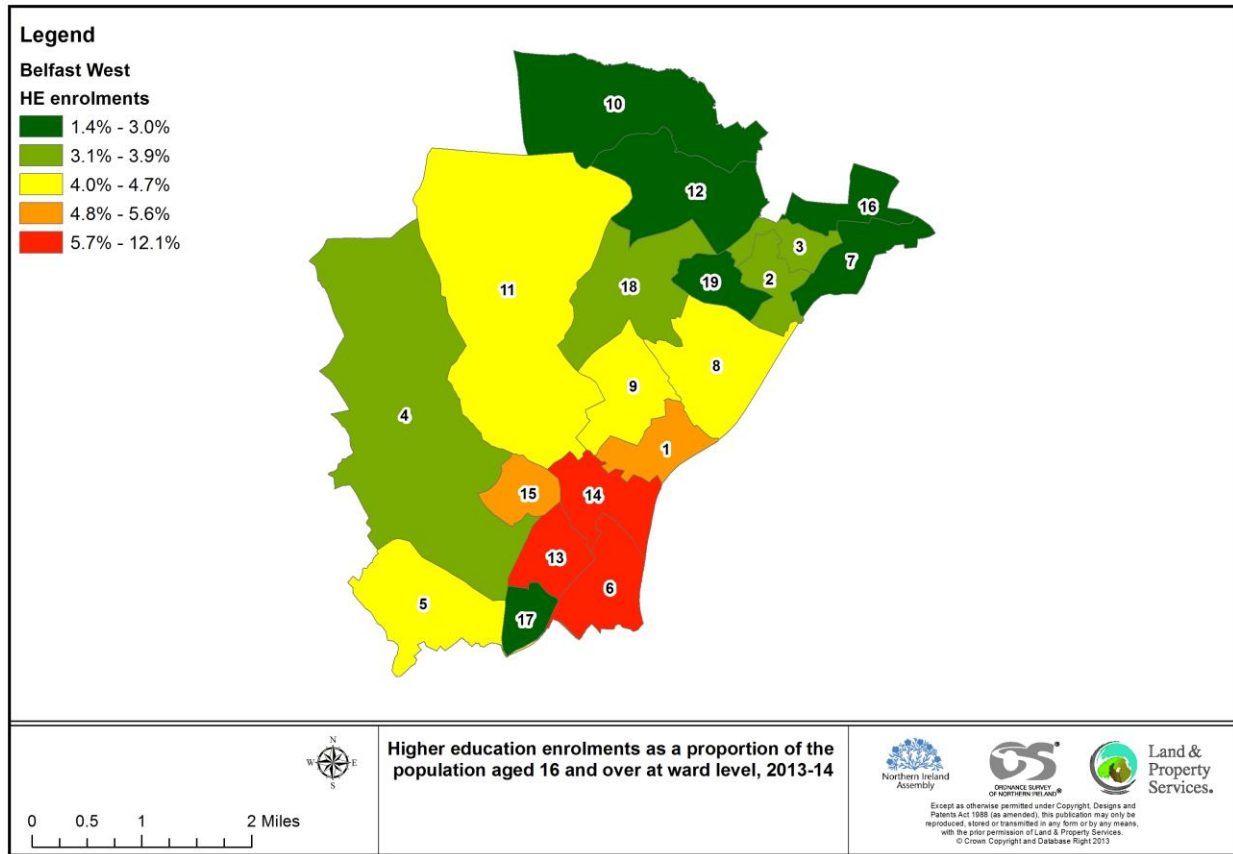 Legend
Belfast West
HE enrolments
1.4% - 3.0%
3.1% - 3.9%
4.0% - 4.7%
4.8% - 5.6%
5.7% - 12.1%
10
12
16
3
7
19
2
18
11
8
9
4
1
15
14
13
6
5
17
N
W E
S
0 0.5 1 2 Miles
Higher education enrolments as a proportion of the
population aged 16 and over at ward level, 2013-14
Northern Ireland
Assembly
OS®
ORDNANCE SURVEY
OF NORTHERN IRELAND®
Land &
Property
Services.
Except as otherwise permitted under Copyright, Designs and
Patents Act 1988 (as amended), this publication may only be
reproduced, stored or transmitted in any form or by any means,
with the prior permission of Land & Property Services.
© Crown Copyright and Database Right 2013